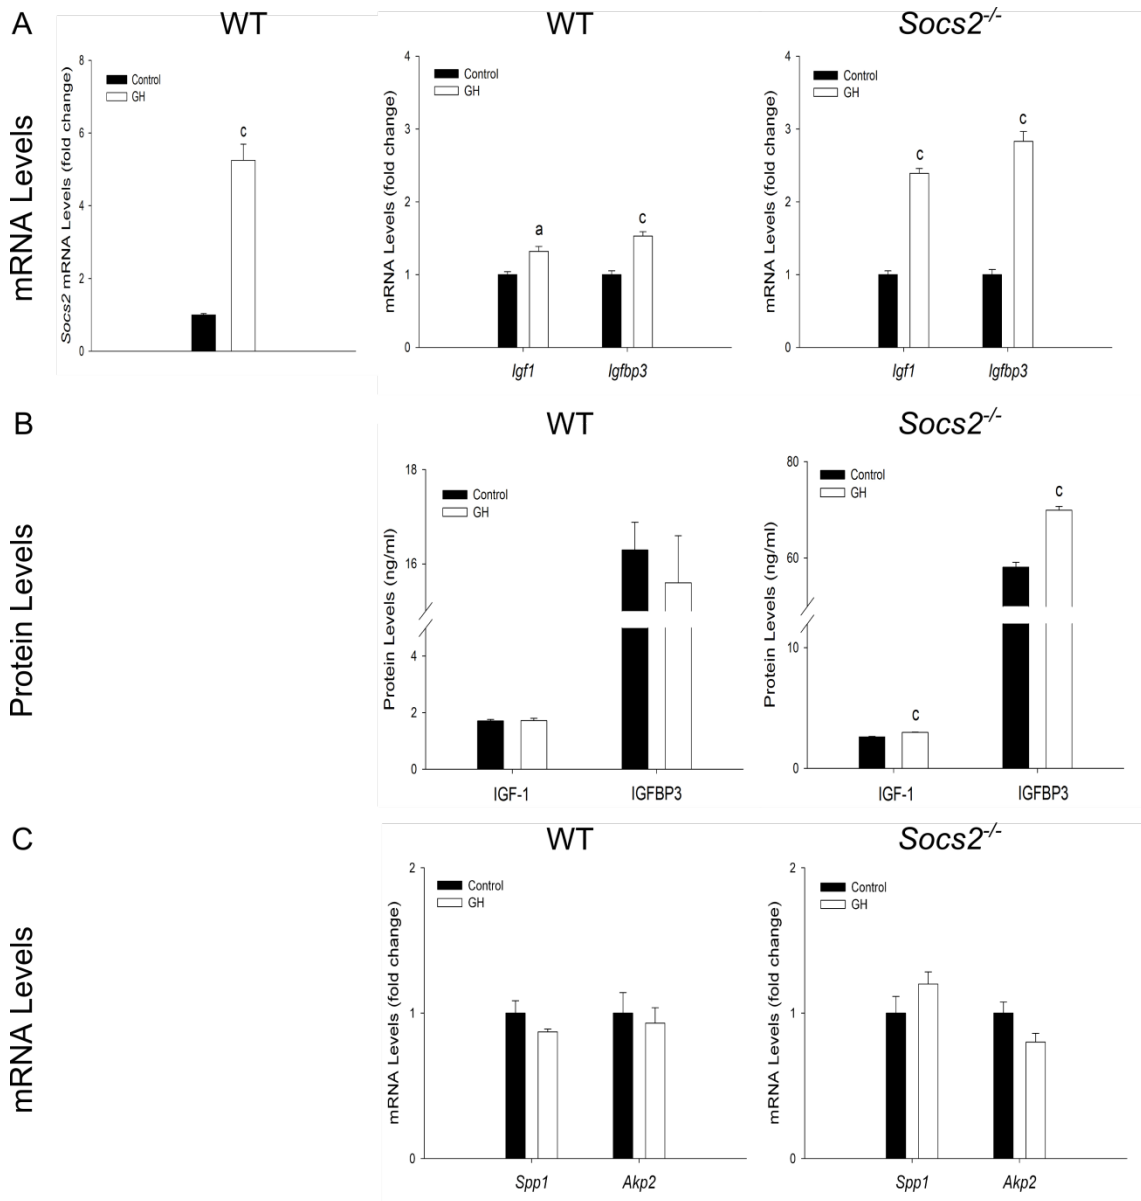 A
WT
WT
Socs2-/-
mRNA Levels
Socs2 mRNA Levels (fold change)
8
6
4
2
0
Control
GH
c
mRNA Levels (fold change)
4
3
2
1
0
Control
GH
a
c
Igf1
Igfbp3
mRNA Levels (fold change)
4
3
2
1
0
Control
GH
c
c
Igf1
Igfbp3
B
WT
Socs2-/-
Protein Levels
Protein Levels (ng/ml)
18
16
4
2
0
Control
GH
IGF-1
IGFBP3
Protein Levels (ng/ml)
80
60
10
0
Control
GH
c
c
IGF-1
IGFBP3
C
WT
Socs2-/-
mRNA Levels
mRNA Levels (fold change)
2
1
0
Control
GH
Spp1
Akp2
mRNA Levels (fold change)
2
1
0
Control
GH
Spp1
Akp2